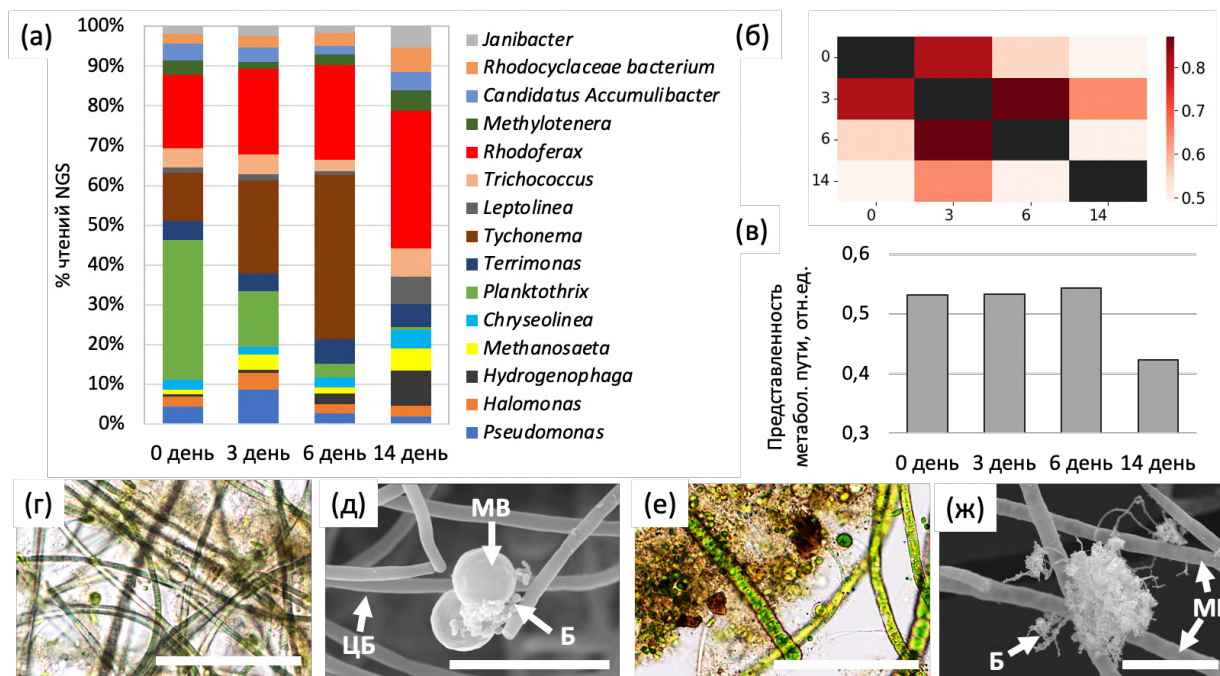 (а)
% чтений NGS
100%
90%
80%
70%
60%
50%
40%
30%
20%
10%
0%
0 день 3 день 6 день 14 день
Janibacter
Rhodocyclaceae bacterium
Candidatus Accumulibacter
Methylotenera
Rhodoferax
Trichococcus
Leptolinea
Tychonema
Terrimonas
Planktothrix
Chryseolinea
Methanosaeta
Hydrogenophaga
Halomonas
Pseudomonas
(б)
0
3
6
14
0 3 6 14
0.8
0.7
0.6
0.5
(в)
Представленность
метабол. пути, отн.ед.
0,6
0,5
0,4
0,3
0 день 3 день 6 день 14 день
(г)
(д)
МВ
ЦБ
Б
(е)
(ж)
Б